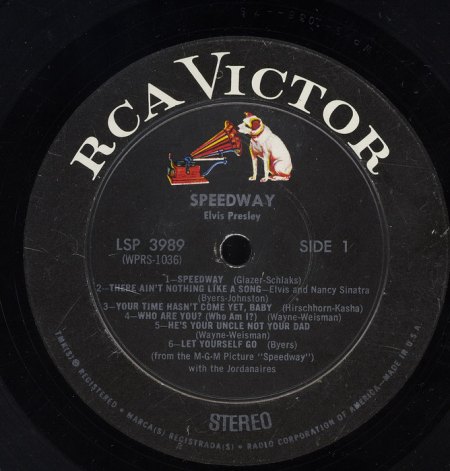 RCA VICTOR
SPEEDWAY
Elvis Presley
LSP 3989
(WPRS-1036)
SIDE 1
1—SPEEDWAY (Glazer-Schlaks)
2—THERE AIN'T NOTHING LIKE A SONG—Elvis and Nancy Sinatra
(Byers-Johnston)
3—YOUR TIME HASN'T COME YET, BABY (Hirschhorn-Kasha)
4—WHO ARE YOU? (Who Am I?) (Wayne-Weisman)
5—HE'S YOUR UNCLE NOT YOUR DAD
(Wayne-Weisman)
6—LET YOURSELF GO (Byers)
(from the M-G-M Picture "Speedway")
with the Jordanaires
STEREO
TMK(S) ® REGISTERED • MARCA(S) REGISTRADA(S) • RADIO CORPORATION OF AMERICA—MADE IN U.S.A.